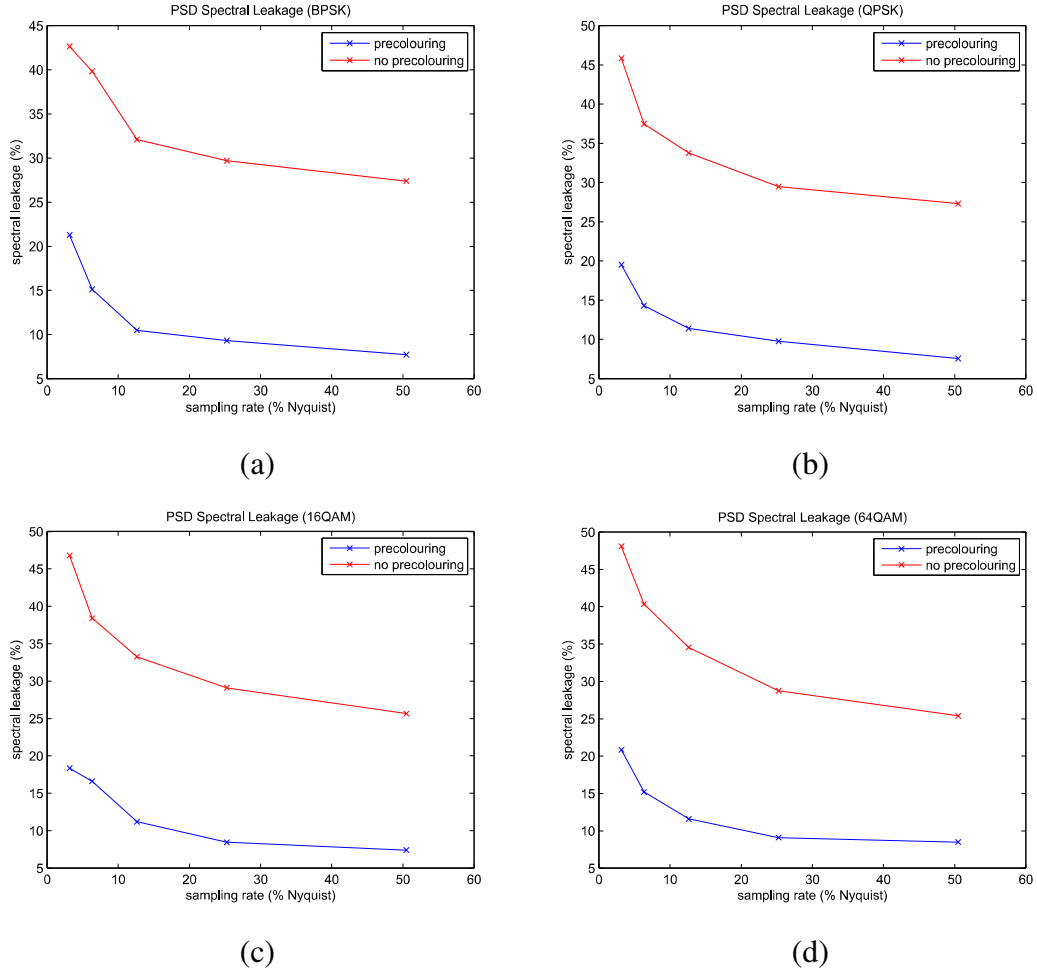 PSD Spectral Leakage (BPSK)
45
40
35
30
25
20
15
10
5
spectral leakage (%)
precolouring
no precolouring
0 10 20 30 40 50 60
sampling rate (% Nyquist)
(a)
PSD Spectral Leakage (QPSK)
50
45
40
35
30
25
20
15
10
5
spectral leakage (%)
precolouring
no precolouring
0 10 20 30 40 50 60
sampling rate (% Nyquist)
(b)
PSD Spectral Leakage (16QAM)
50
45
40
35
30
25
20
15
10
5
spectral leakage (%)
precolouring
no precolouring
0 10 20 30 40 50 60
sampling rate (% Nyquist)
(c)
PSD Spectral Leakage (64QAM)
50
45
40
35
30
25
20
15
10
5
spectral leakage (%)
precolouring
no precolouring
0 10 20 30 40 50 60
sampling rate (% Nyquist)
(d)